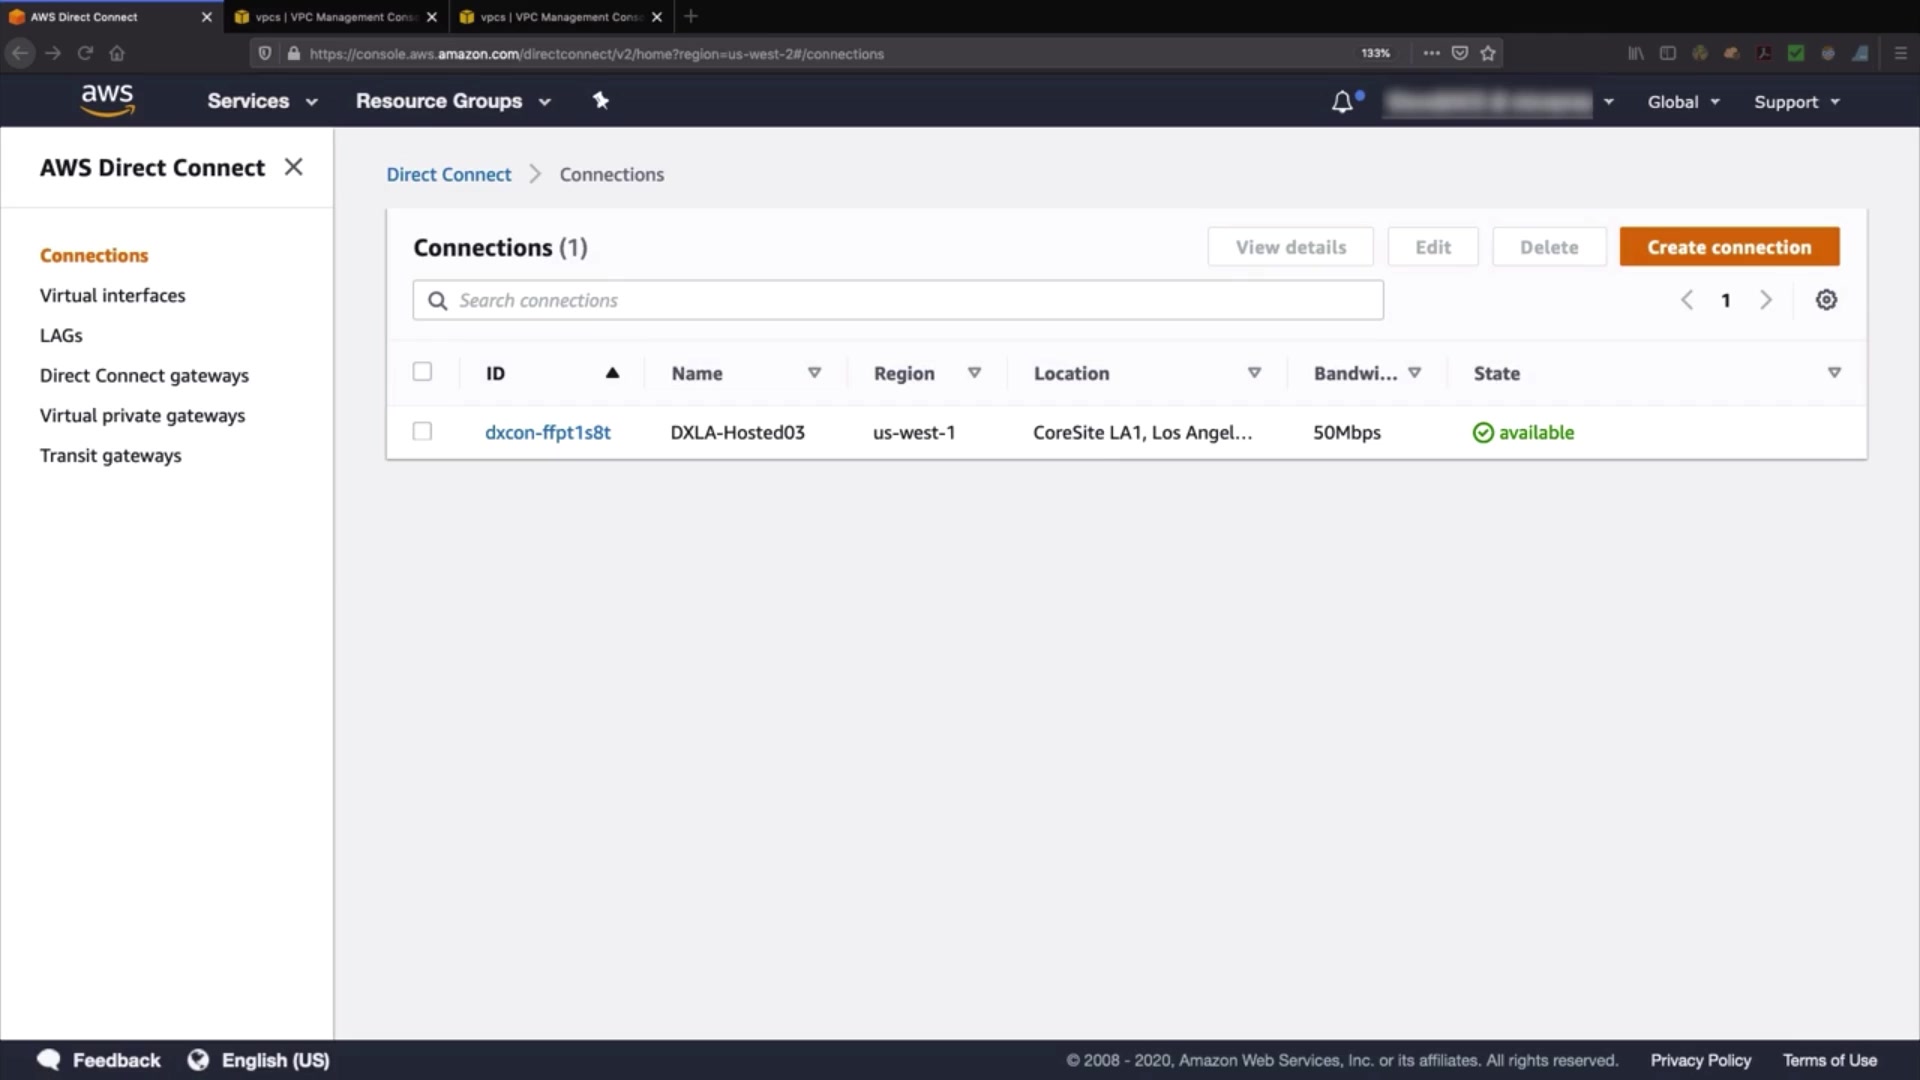 AWS Direct Connect
vpcs | VPC Management Conso
vpcs | VPC Management Conso
https://console.aws.amazon.com/directconnect/v2/home?region=us-west-2#/connections
133%
aws
Services
Resource Groups
Global
Support
AWS Direct Connect
Connections
Virtual interfaces
LAGs
Direct Connect gateways
Virtual private gateways
Transit gateways
Direct Connect > Connections
Connections (1)
View details
Edit
Delete
Create connection
Search connections
1
ID Name Region Location Bandwi... State
dxcon-ffpt1s8t DXLA-Hosted03 us-west-1 CoreSite LA1, Los Angel... 50Mbps available
Feedback
English (US)
© 2008 - 2020, Amazon Web Services, Inc. or its affiliates. All rights reserved.
Privacy Policy
Terms of Use